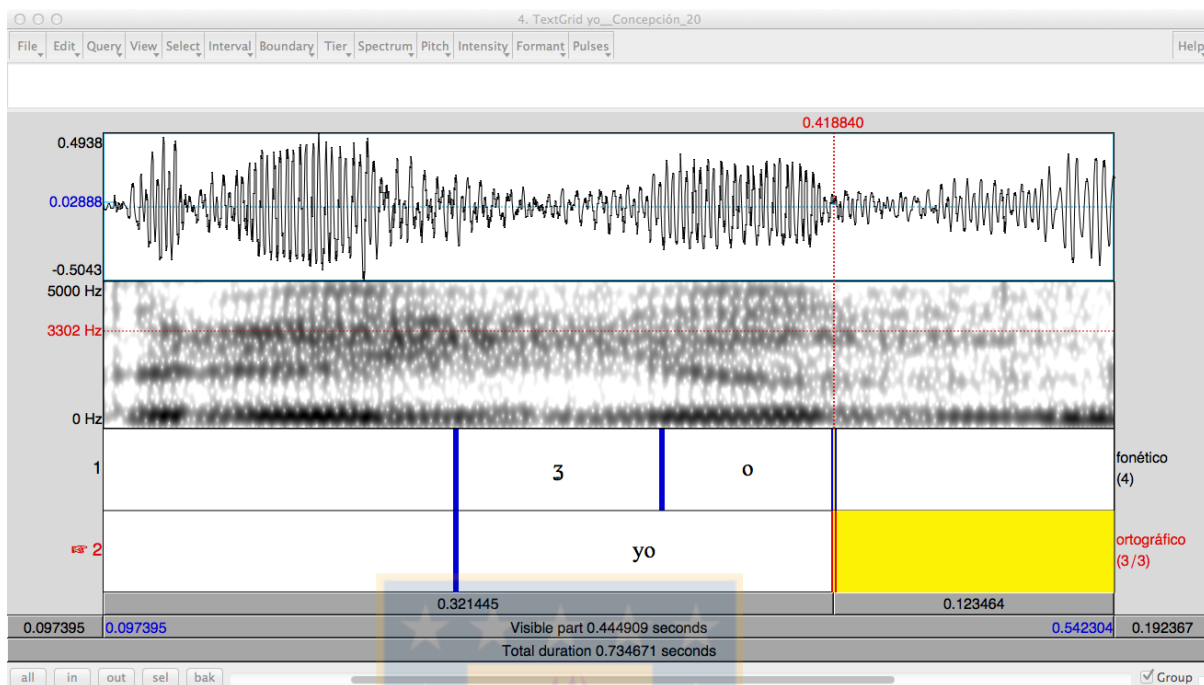 4. TextGrid yo__Concepción_20
File Edit Query View Select Interval Boundary Tier Spectrum Pitch Intensity Formant Pulses Help
0.418840
0.4938
0.02888
-0.5043
5000 Hz
3302 Hz
0 Hz
1 ʒ o fonético
(4)
☞ 2 yo ortográfico
(3/3)
0.321445 0.123464
0.097395 0.097395 Visible part 0.444909 seconds 0.542304 0.192367
Total duration 0.734671 seconds
all in out sel bak Group